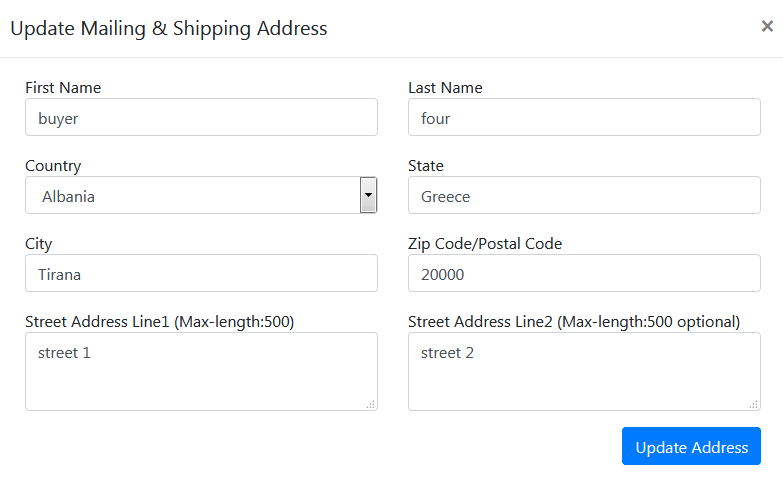 Update Mailing & Shipping Address ×
First Name Last Name
buyer four
Country State
Albania Greece
City Zip Code/Postal Code
Tirana 20000
Street Address Line1 (Max-length:500) Street Address Line2 (Max-length:500 optional)
street 1 street 2
Update Address